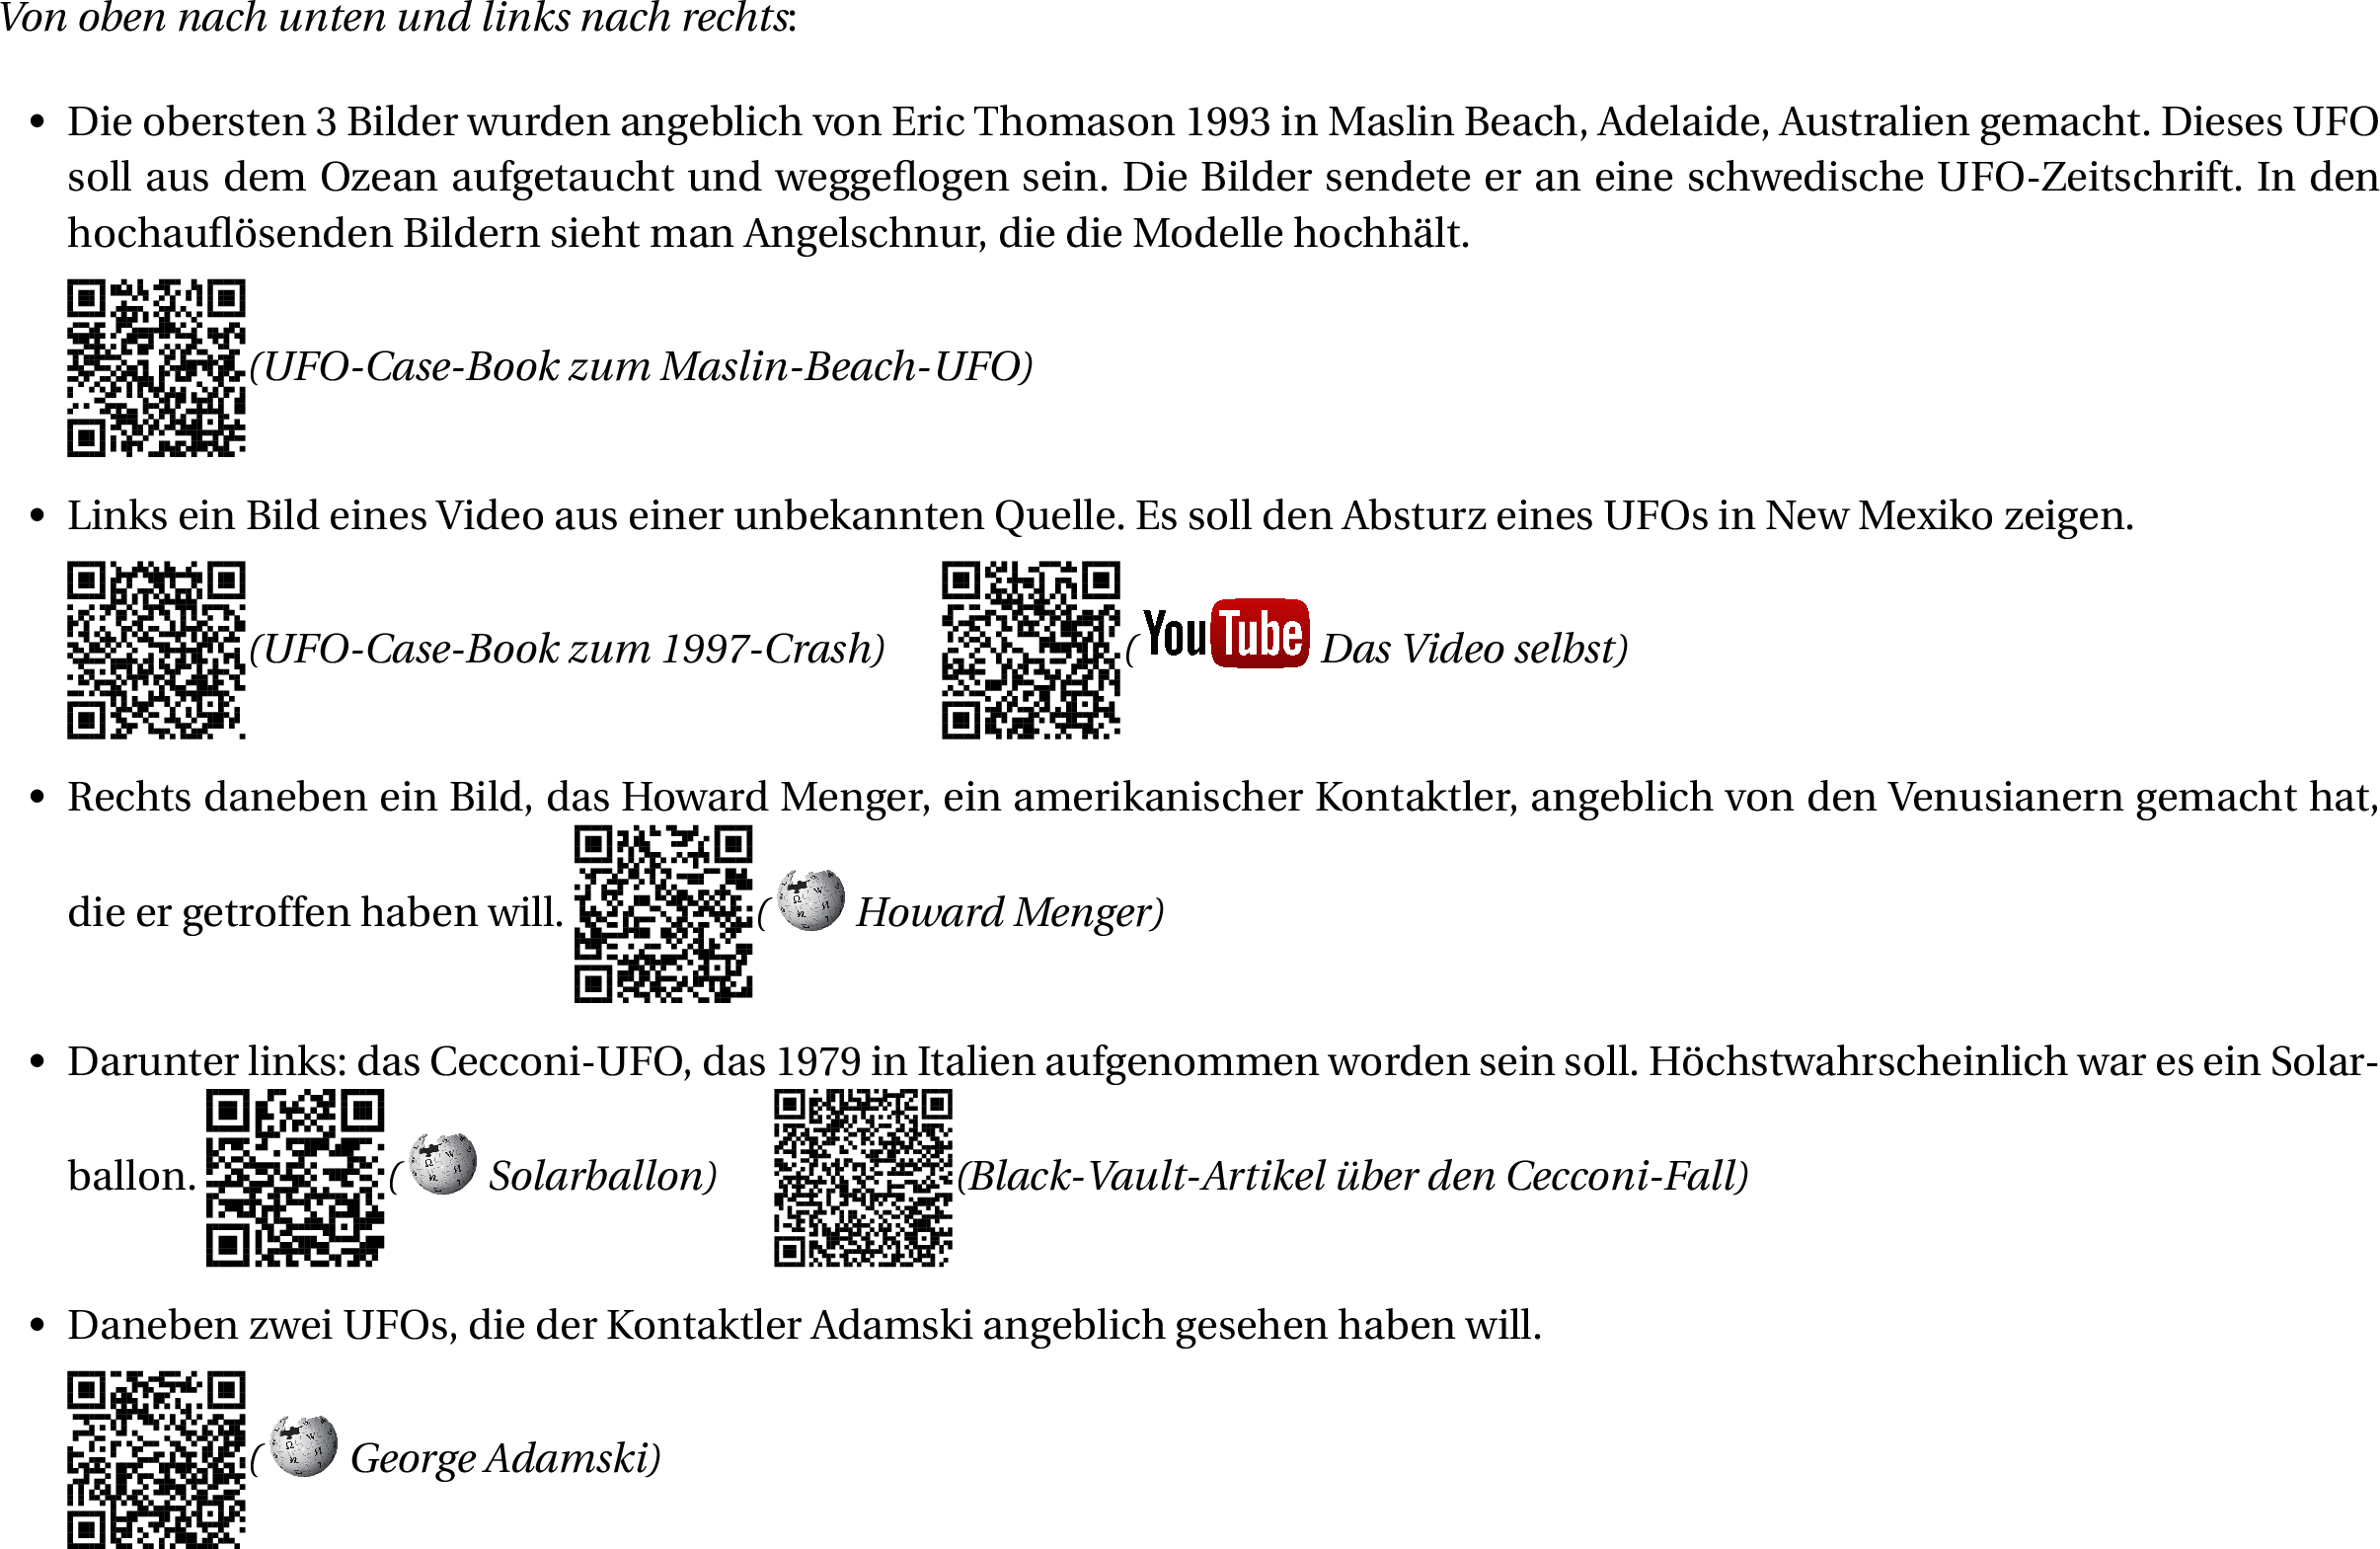 Von oben nach unten und links nach rechts:
• Die obersten 3 Bilder wurden angeblich von Eric Thomason 1993 in Maslin Beach, Adelaide, Australien gemacht. Dieses UFO
soll aus dem Ozean aufgetaucht und weggeflogen sein. Die Bilder sendete er an eine schwedische UFO-Zeitschrift. In den
hochauflösenden Bildern sieht man Angelschnur, die die Modelle hochhält.
(UFO-Case-Book zum Maslin-Beach-UFO)
• Links ein Bild eines Video aus einer unbekannten Quelle. Es soll den Absturz eines UFOs in New Mexiko zeigen.
(UFO-Case-Book zum 1997-Crash) (YouTube Das Video selbst)
• Rechts daneben ein Bild, das Howard Menger, ein amerikanischer Kontaktler, angeblich von den Venusianern gemacht hat,
die er getroffen haben will. ( Howard Menger)
• Darunter links: das Cecconi-UFO, das 1979 in Italien aufgenommen worden sein soll. Höchstwahrscheinlich war es ein Solar-
ballon. ( Solarballon) (Black-Vault-Artikel über den Cecconi-Fall)
• Daneben zwei UFOs, die der Kontaktler Adamski angeblich gesehen haben will.
( George Adamski)